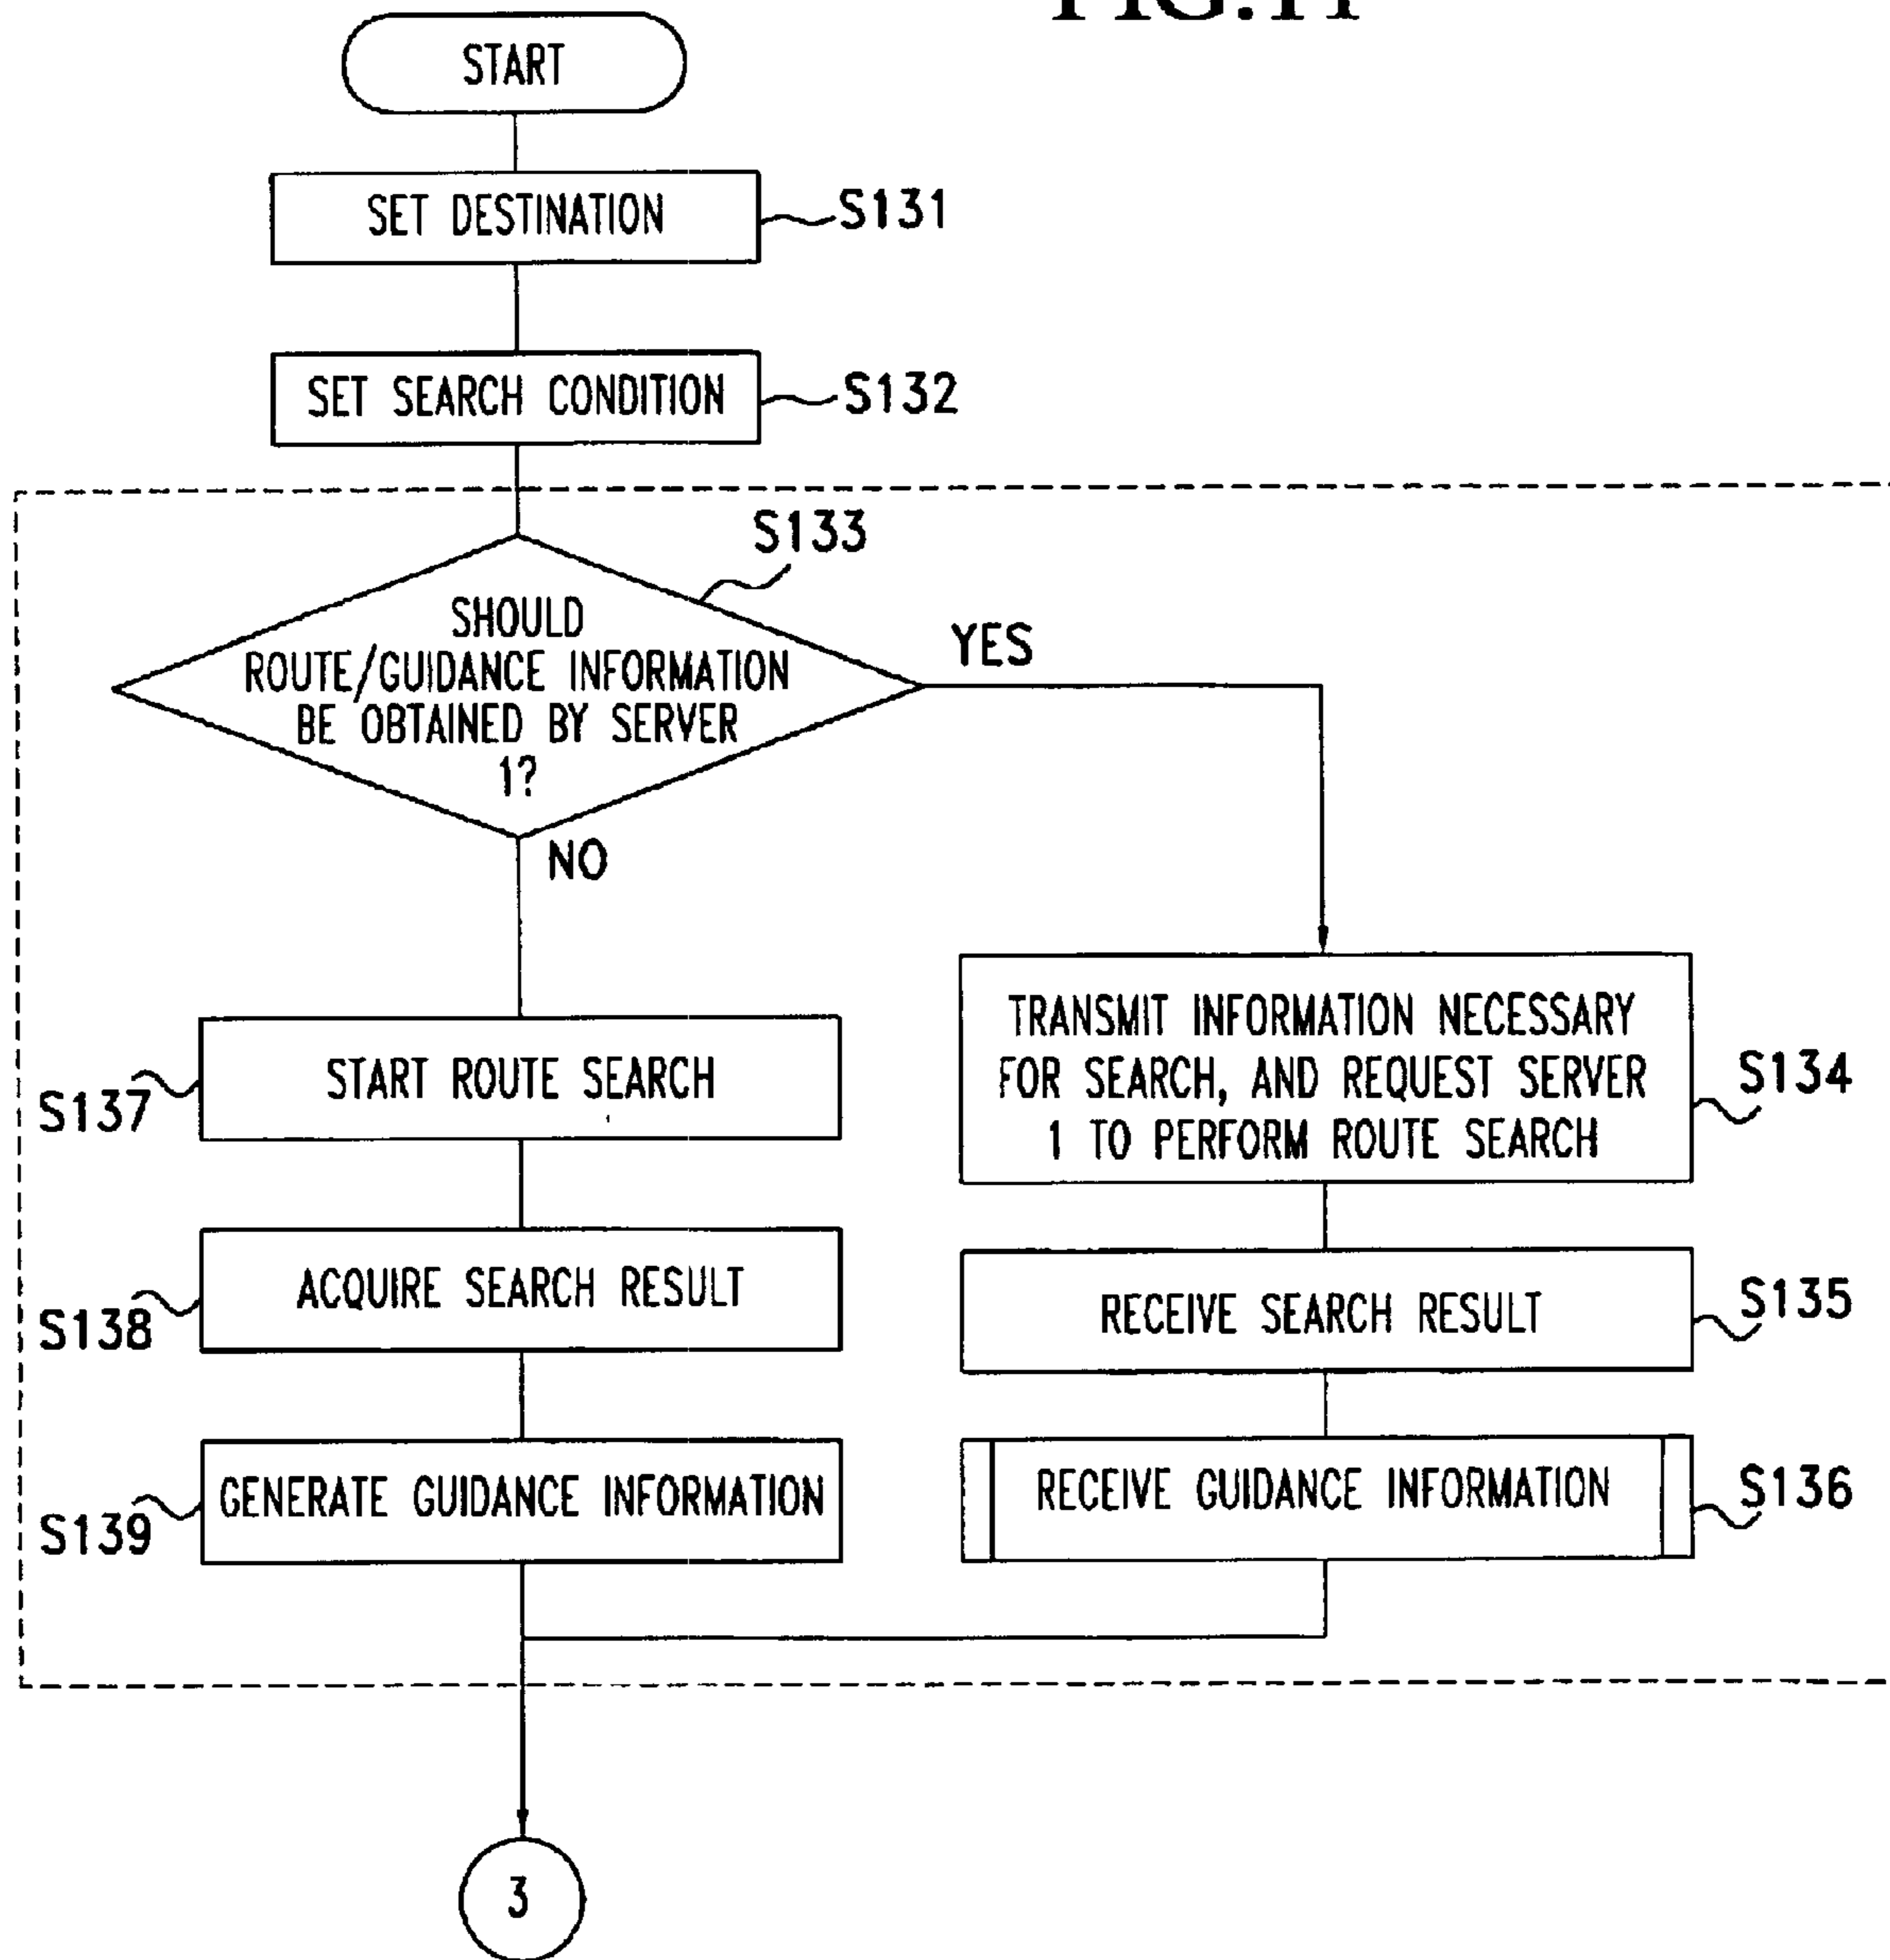 START
SET DESTINATION
S131
SET SEARCH CONDITION
S132
S133
SHOULD
ROUTE/GUIDANCE INFORMATION
BE OBTAINED BY SERVER
1?
YES
NO
TRANSMIT INFORMATION NECESSARY
FOR SEARCH, AND REQUEST SERVER
1 TO PERFORM ROUTE SEARCH
S134
START ROUTE SEARCH
S137
ACQUIRE SEARCH RESULT
S138
RECEIVE SEARCH RESULT
S135
GENERATE GUIDANCE INFORMATION
S139
RECEIVE GUIDANCE INFORMATION
S136
3